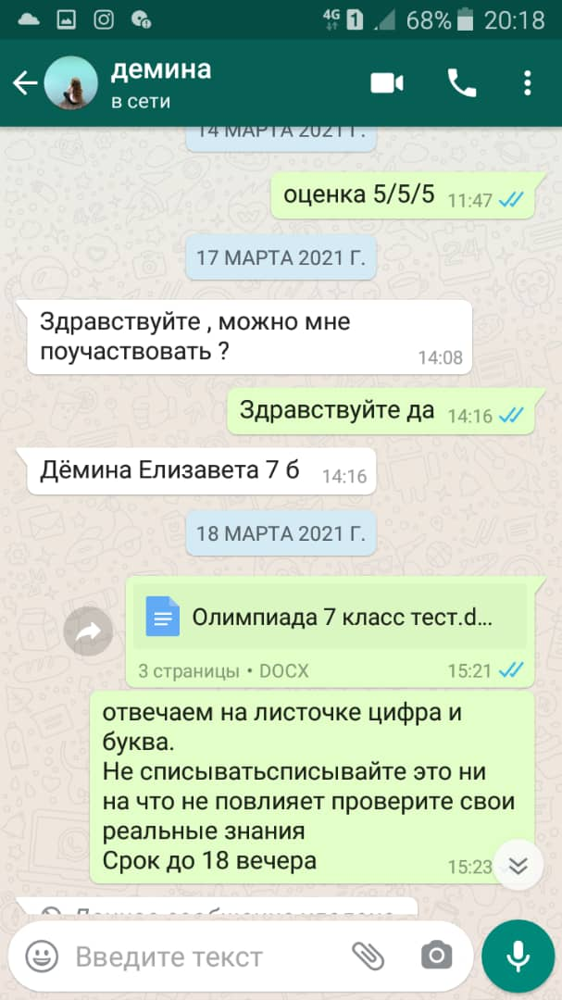 4G 1 68% 20:18
демина
в сети
14 МАРТА 2021 Г.
оценка 5/5/5 11:47
17 МАРТА 2021 Г.
Здравствуйте , можно мне
поучаствовать ? 14:08
Здравствуйте да 14:16
Дёмина Елизавета 7 б 14:16
18 МАРТА 2021 Г.
Олимпиада 7 класс тест.d...
3 страницы • DOCX 15:21
отвечаем на листочке цифра и
буква.
Не списыватьсписывайте это ни
на что не повлияет проверите свои
реальные знания
Срок до 18 вечера 15:23
Введите текст